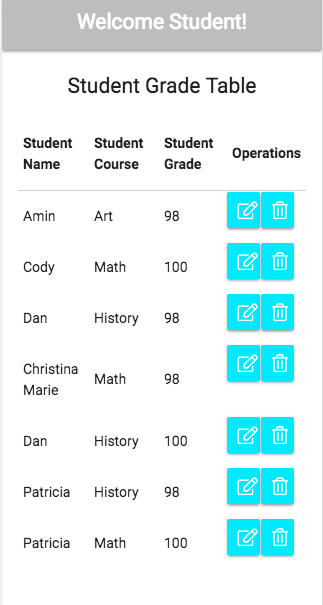 Welcome Student!
Student Grade Table
Student Name Student Course Student Grade Operations
Amin Art 98
Cody Math 100
Dan History 98
Christina Marie Math 98
Dan History 100
Patricia History 98
Patricia Math 100